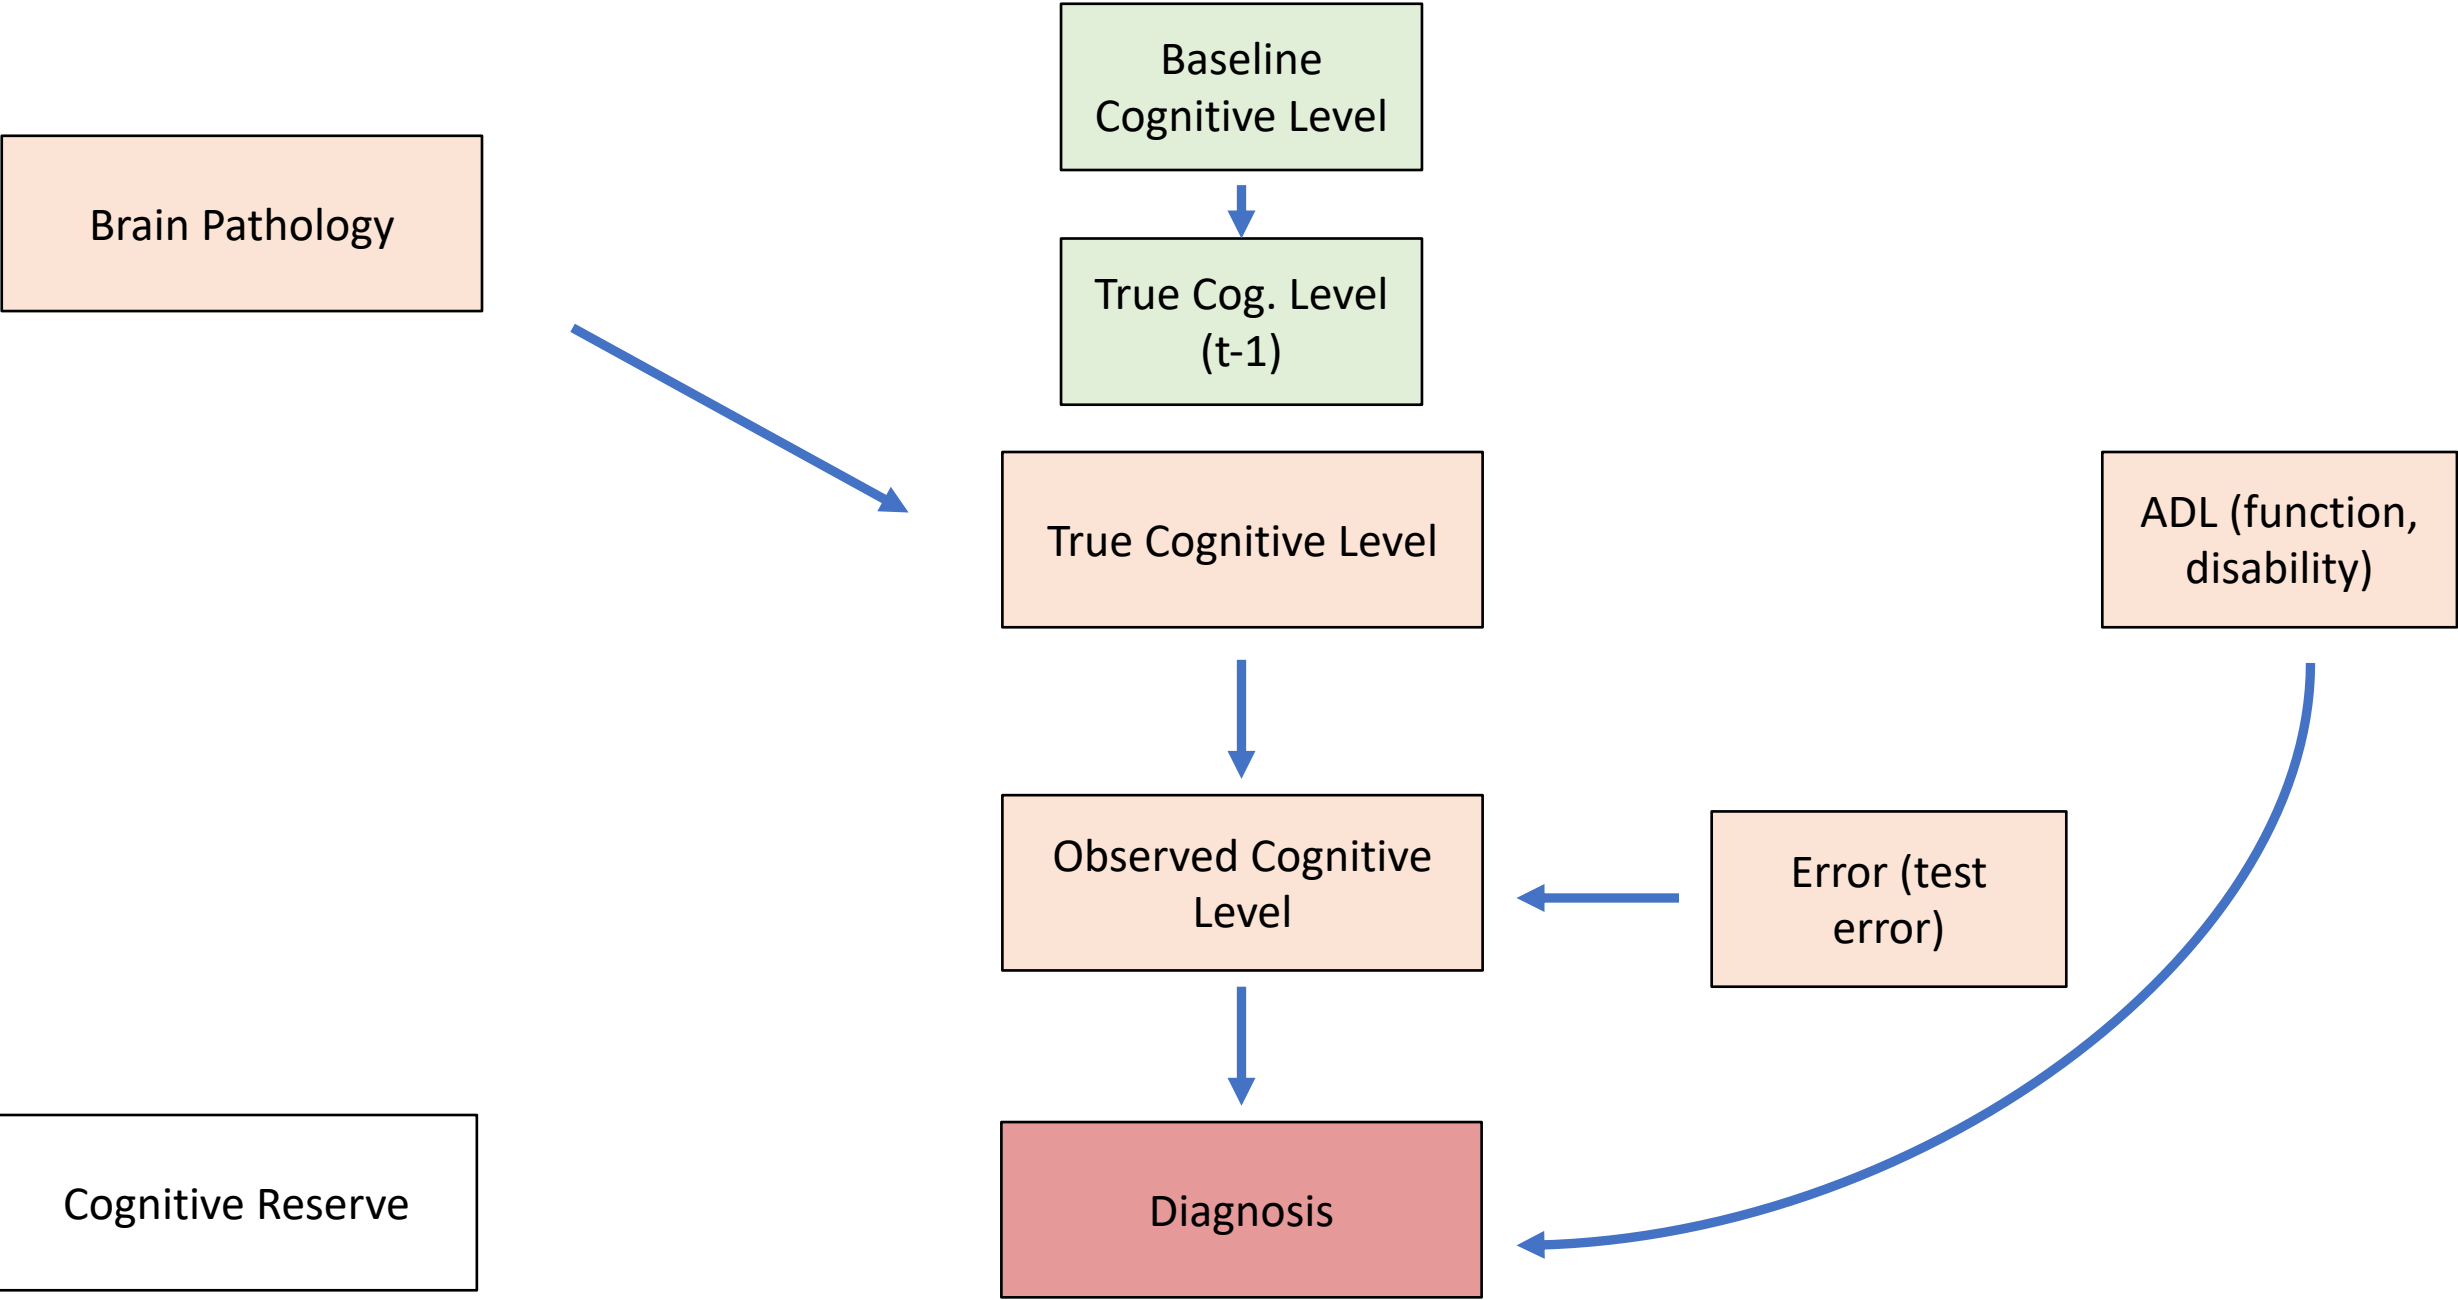 Baseline
Cognitive Level
Brain Pathology
True Cog. Level
(t-1)
True Cognitive Level
ADL (function,
disability)
Observed Cognitive
Level
Error (test
error)
Cognitive Reserve
Diagnosis